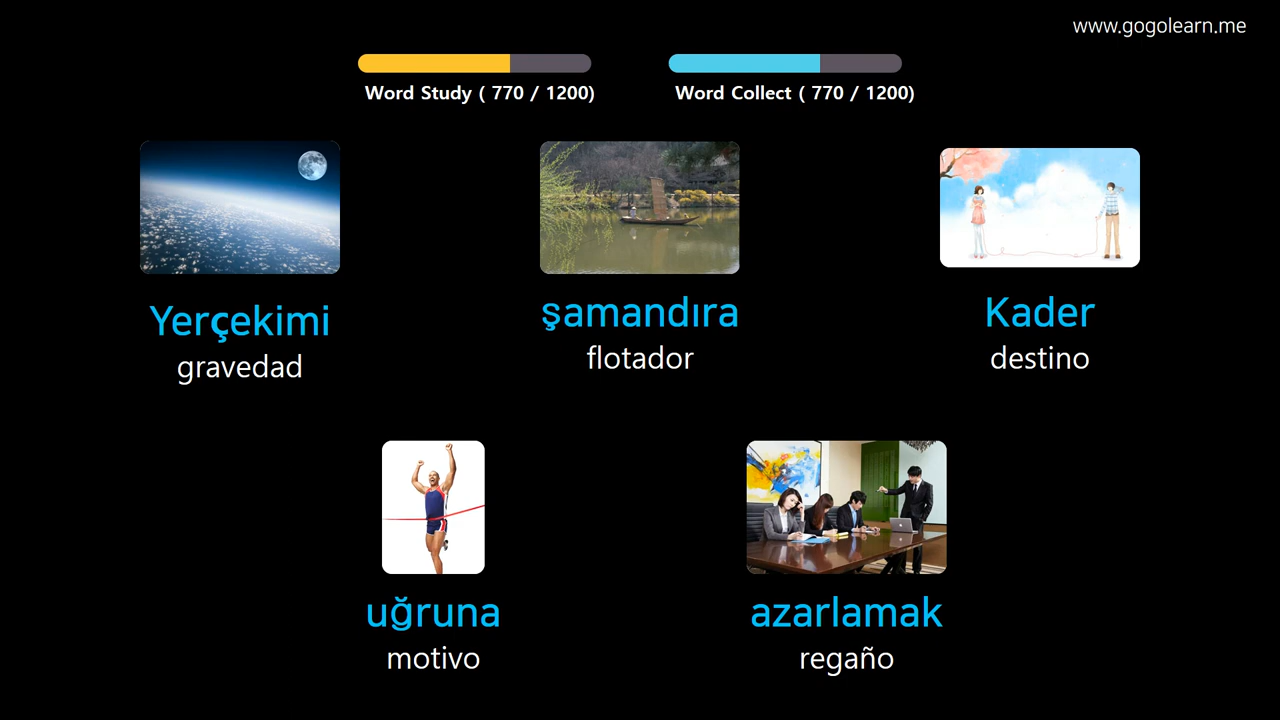 www.gogolearn.me
Word Study ( 770 / 1200)
Word Collect ( 770 / 1200)
Yerçekimi
gravedad
şamandıra
flotador
Kader
destino
uğruna
motivo
azarlamak
regaño